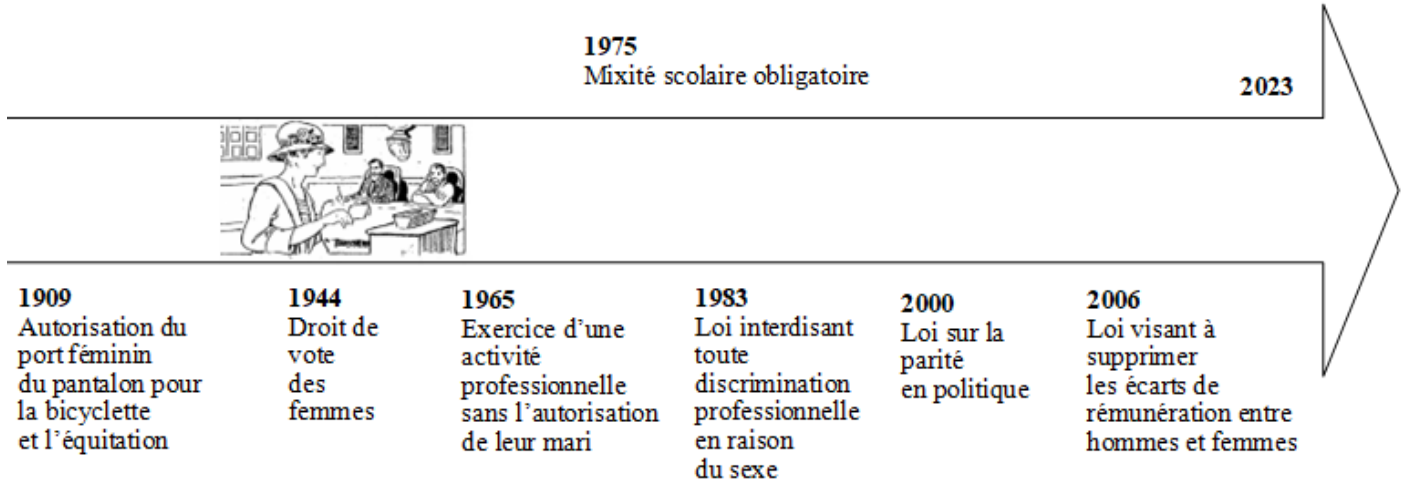 1975
Mixité scolaire obligatoire
2023
1909
Autorisation du
port féminin
du pantalon pour
la bicyclette
et l'équitation
1944
Droit de
vote
des
femmes
1965
Exercice d'une
activité
professionnelle
sans l'autorisation
de leur mari
1983
Loi interdisant
toute
discrimination
professionnelle
en raison
du sexe
2000
Loi sur la
parité
en politique
2006
Loi visant à
supprimer
les écarts de
rémunération entre
hommes et femmes